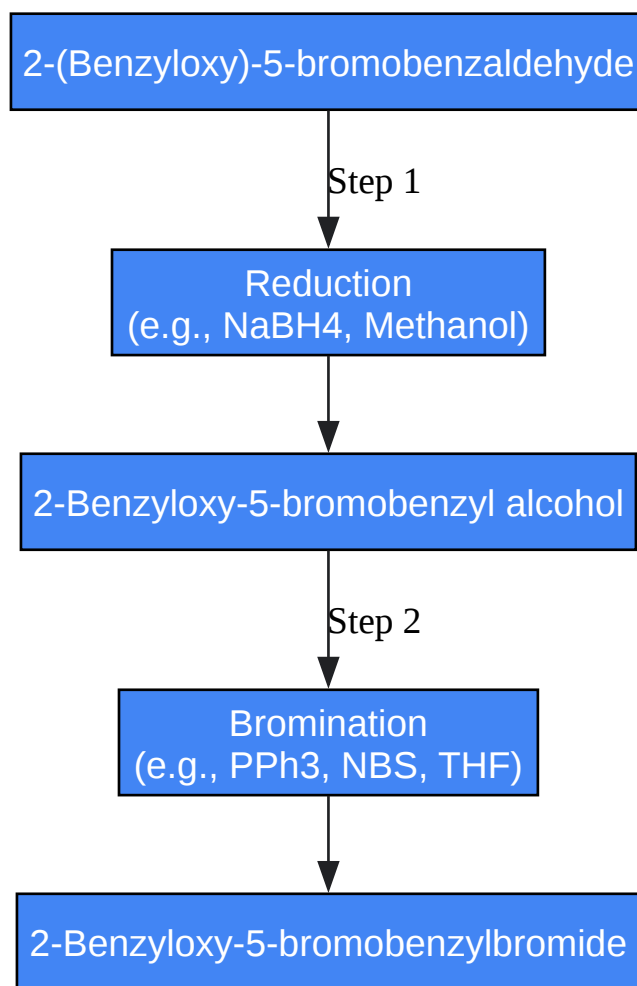 2-(Benzyloxy)-5-bromobenzaldehyde
Step 1
Reduction
(e.g., NaBH4, Methanol)
2-Benzyloxy-5-bromobenzyl alcohol
Step 2
Bromination
(e.g., PPh3, NBS, THF)
2-Benzyloxy-5-bromobenzylbromide